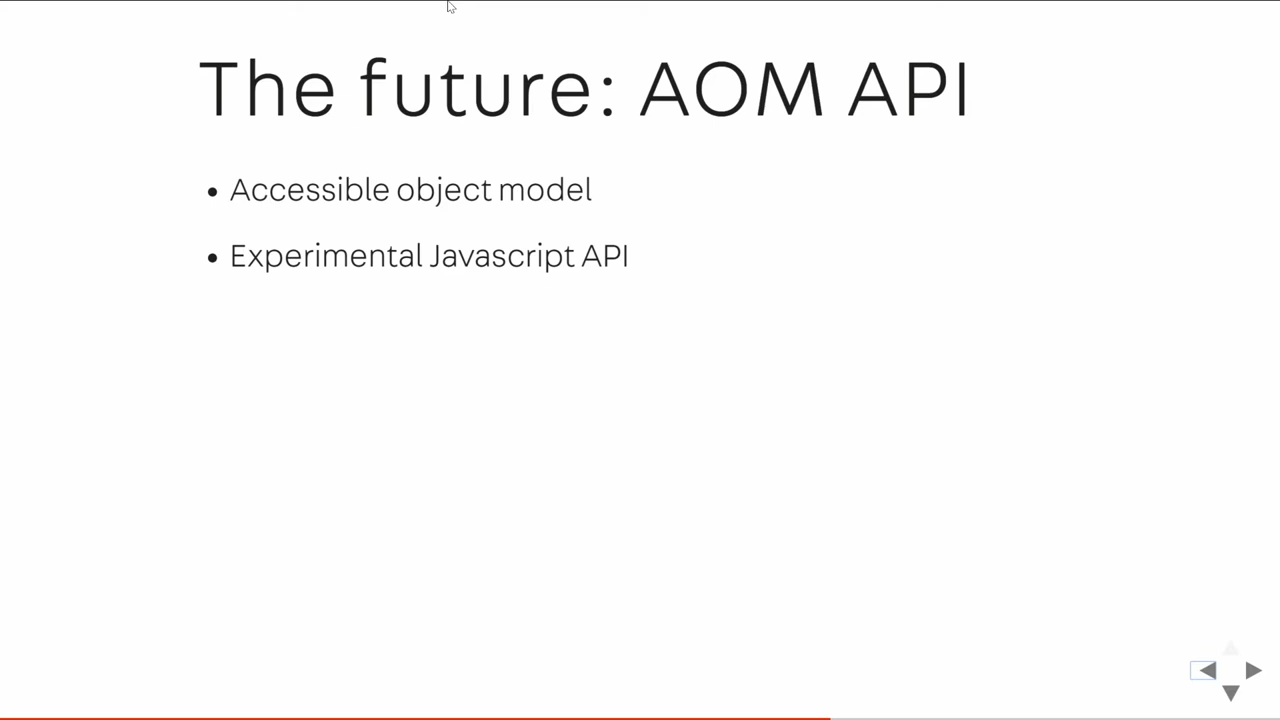 The future: AOM API
• Accessible object model
• Experimental Javascript API